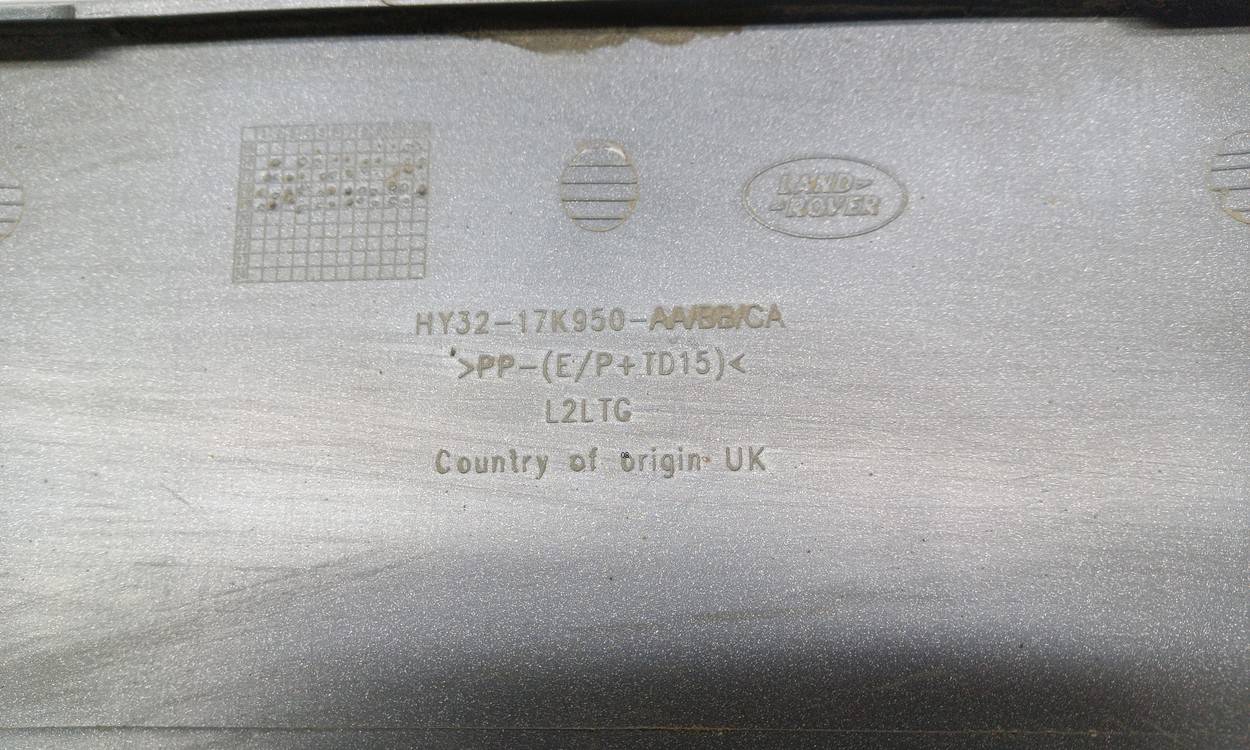 LAND-
-ROVER
HY32-17K950-AA/BB/CA
>PP-(E/P+TD15)<
L2LTG
Country of origin UK